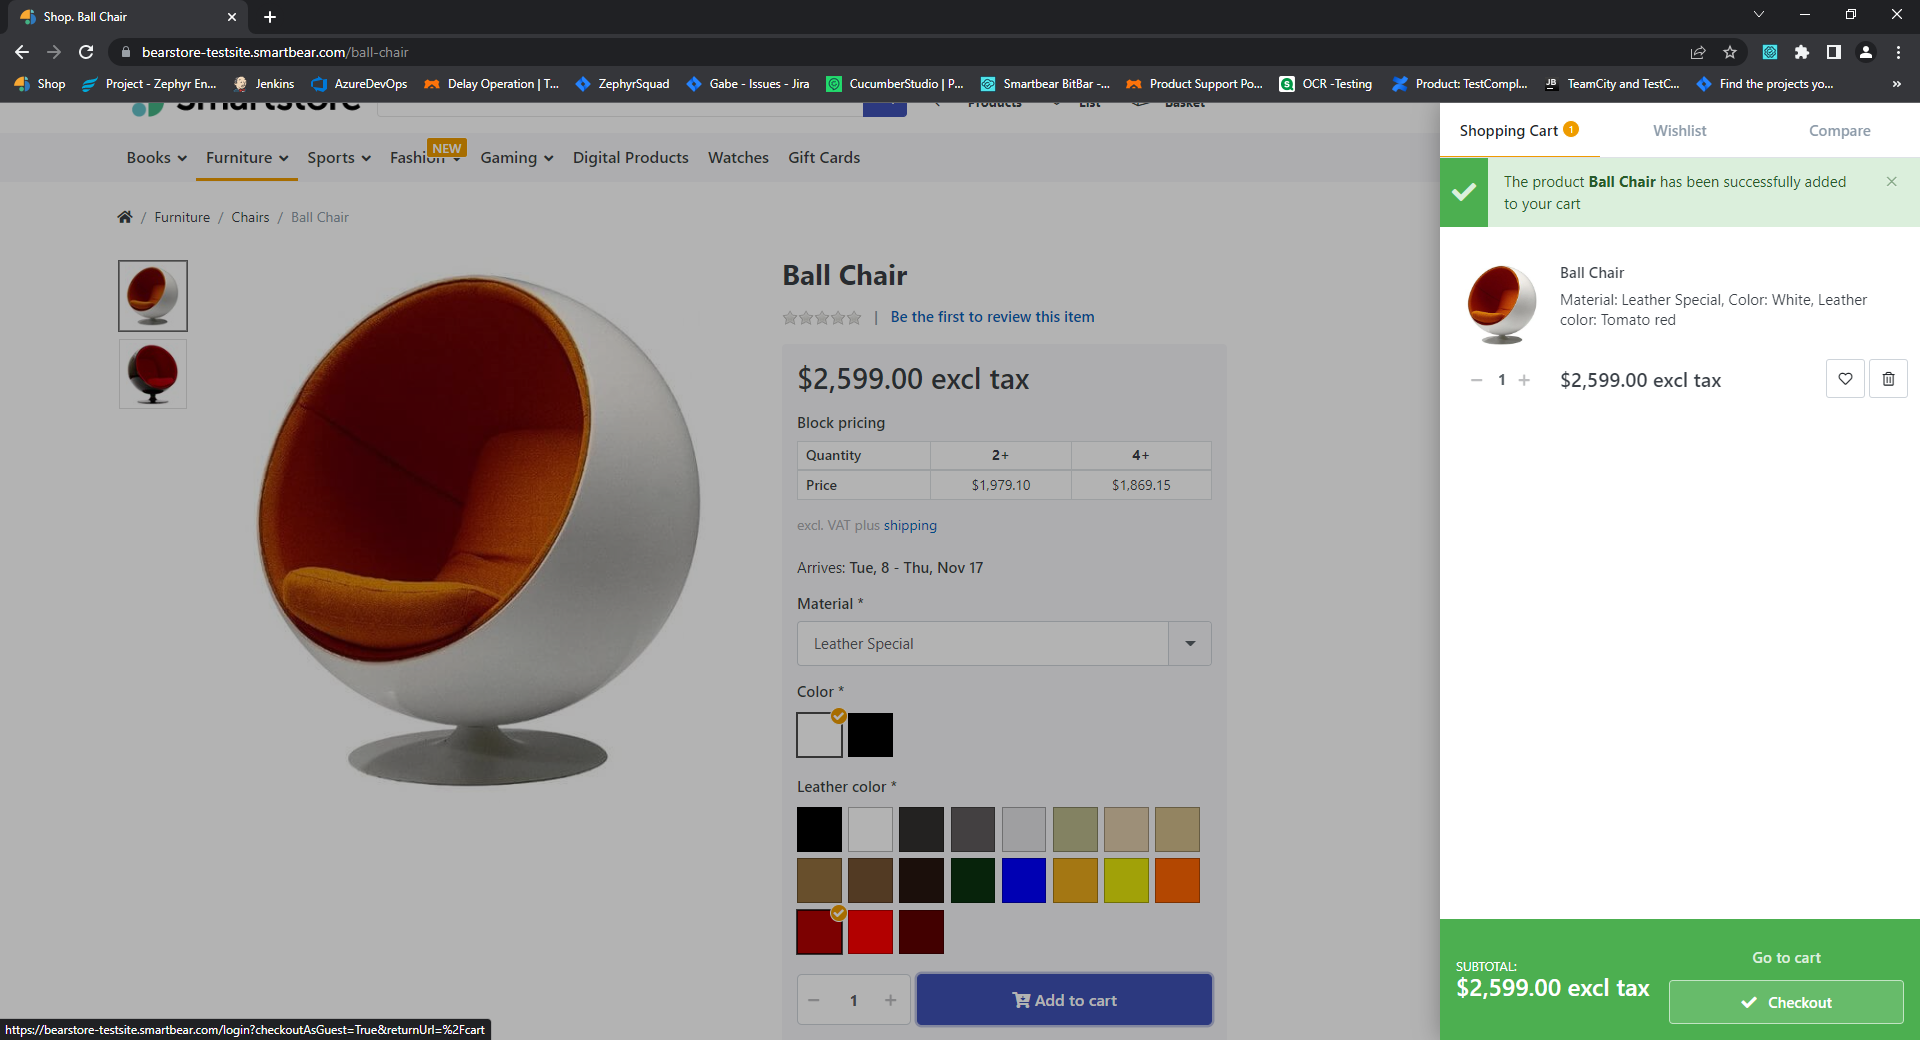 Shop. Ball Chair
bearstore-testsite.smartbear.com/ball-chair
Shop
Project - Zephyr En...
Jenkins
AzureDevOps
Delay Operation | T...
ZephyrSquad
Gabe - Issues - Jira
CucumberStudio | P...
Smartbear BitBar -...
Product Support Po...
OCR -Testing
Product: TestCompl...
TeamCity and TestC...
Find the projects yo...
»
Smartstore
Products
List
Basket
Books
Furniture
Sports
Fashion
NEW
Gaming
Digital Products
Watches
Gift Cards
/ Furniture / Chairs / Ball Chair
Ball Chair
| Be the first to review this item
$2,599.00 excl tax
Block pricing
Quantity 2+ 4+
Price $1,979.10 $1,869.15
excl. VAT plus shipping
Arrives: Tue, 8 - Thu, Nov 17
Material *
Leather Special
Color *
Leather color *
1
Add to cart
Shopping Cart 1
Wishlist
Compare
The product Ball Chair has been successfully added
to your cart
Ball Chair
Material: Leather Special, Color: White, Leather
color: Tomato red
1
$2,599.00 excl tax
SUBTOTAL:
$2,599.00 excl tax
Go to cart
Checkout
https://bearstore-testsite.smartbear.com/login?checkoutAsGuest=True&returnUrl=%2Fcart